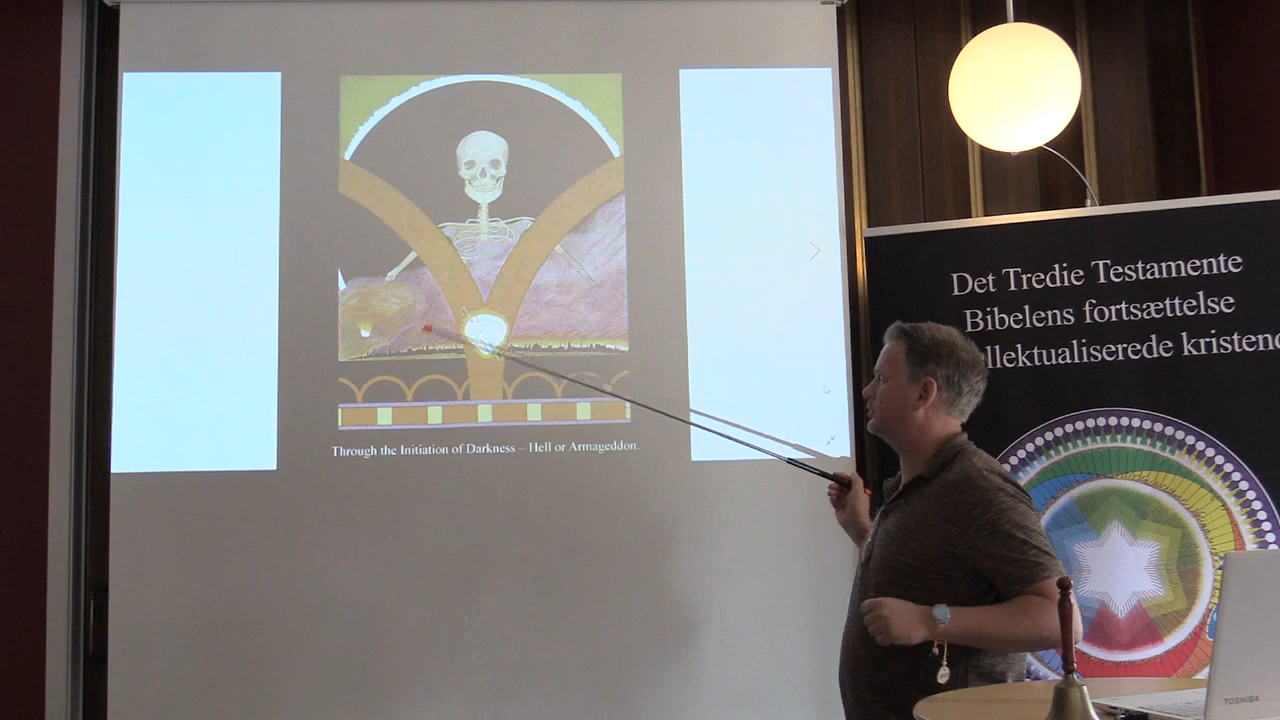 Through the Initiation of Darkness – Hell or Armageddon.
Det Tredie Testamente
Bibelens fortsættelse
llektualiserede kristend
TOSHIBA